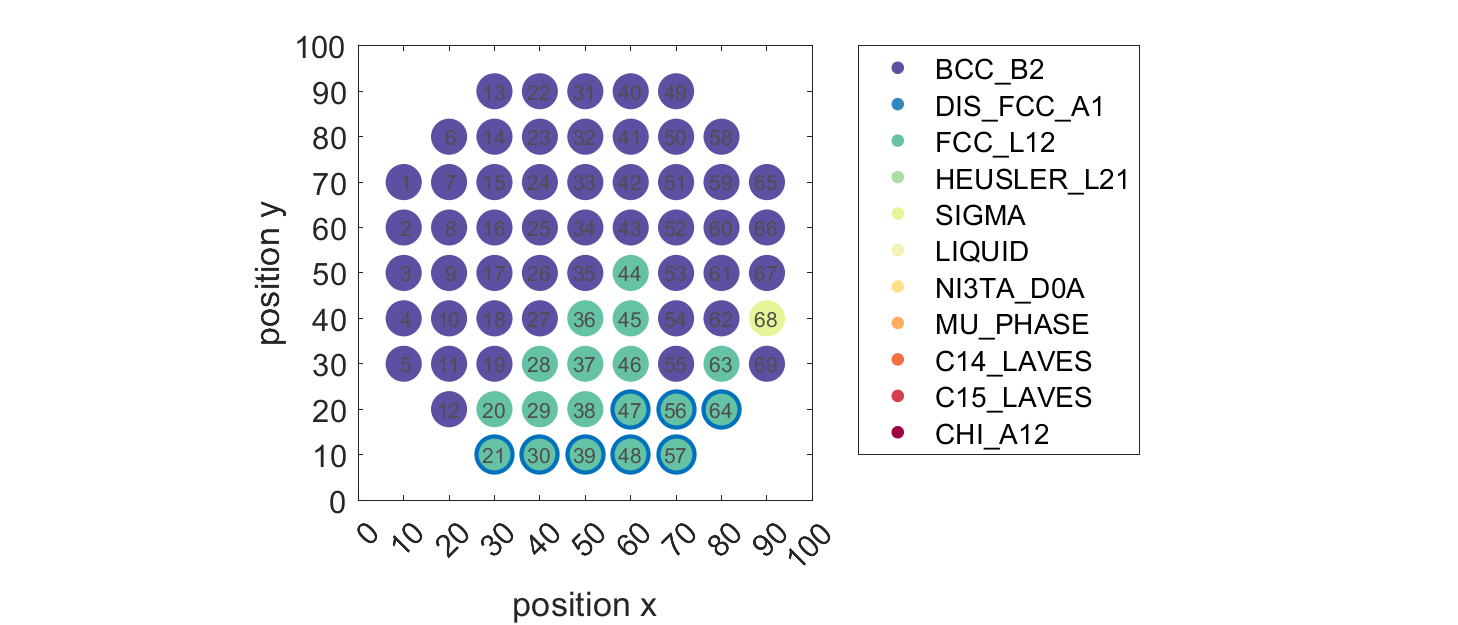 100
90
80
70
60
50
40
30
20
10
0
position y
13 22 31 40 49
6 14 23 32 41 50 58
1 7 15 24 33 42 51 59 65
2 8 16 25 34 43 52 60 66
3 9 17 26 35 44 53 61 67
4 10 18 27 36 45 54 62 68
5 11 19 28 37 46 55 63 69
12 20 29 38 47 56 64
21 30 39 48 57
0 10 20 30 40 50 60 70 80 90 100
position x
BCC_B2
DIS_FCC_A1
FCC_L12
HEUSLER_L21
SIGMA
LIQUID
NI3TA_D0A
MU_PHASE
C14_LAVES
C15_LAVES
CHI_A12